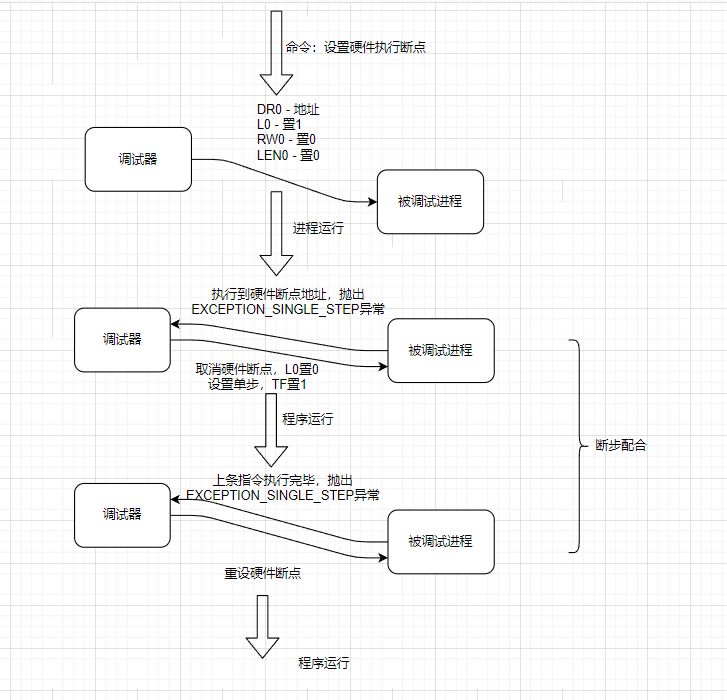 命令：设置硬件执行断点
DR0 - 地址
L0 - 置1
RW0 - 置0
LEN0 - 置0
调试器
被调试进程
进程运行
执行到硬件断点地址，抛出
EXCEPTION_SINGLE_STEP异常
调试器
被调试进程
取消硬件断点，L0置0
设置单步，TF置1
程序运行
断步配合
上条指令执行完毕，抛出
EXCEPTION_SINGLE_STEP异常
调试器
被调试进程
重设硬件断点
程序运行